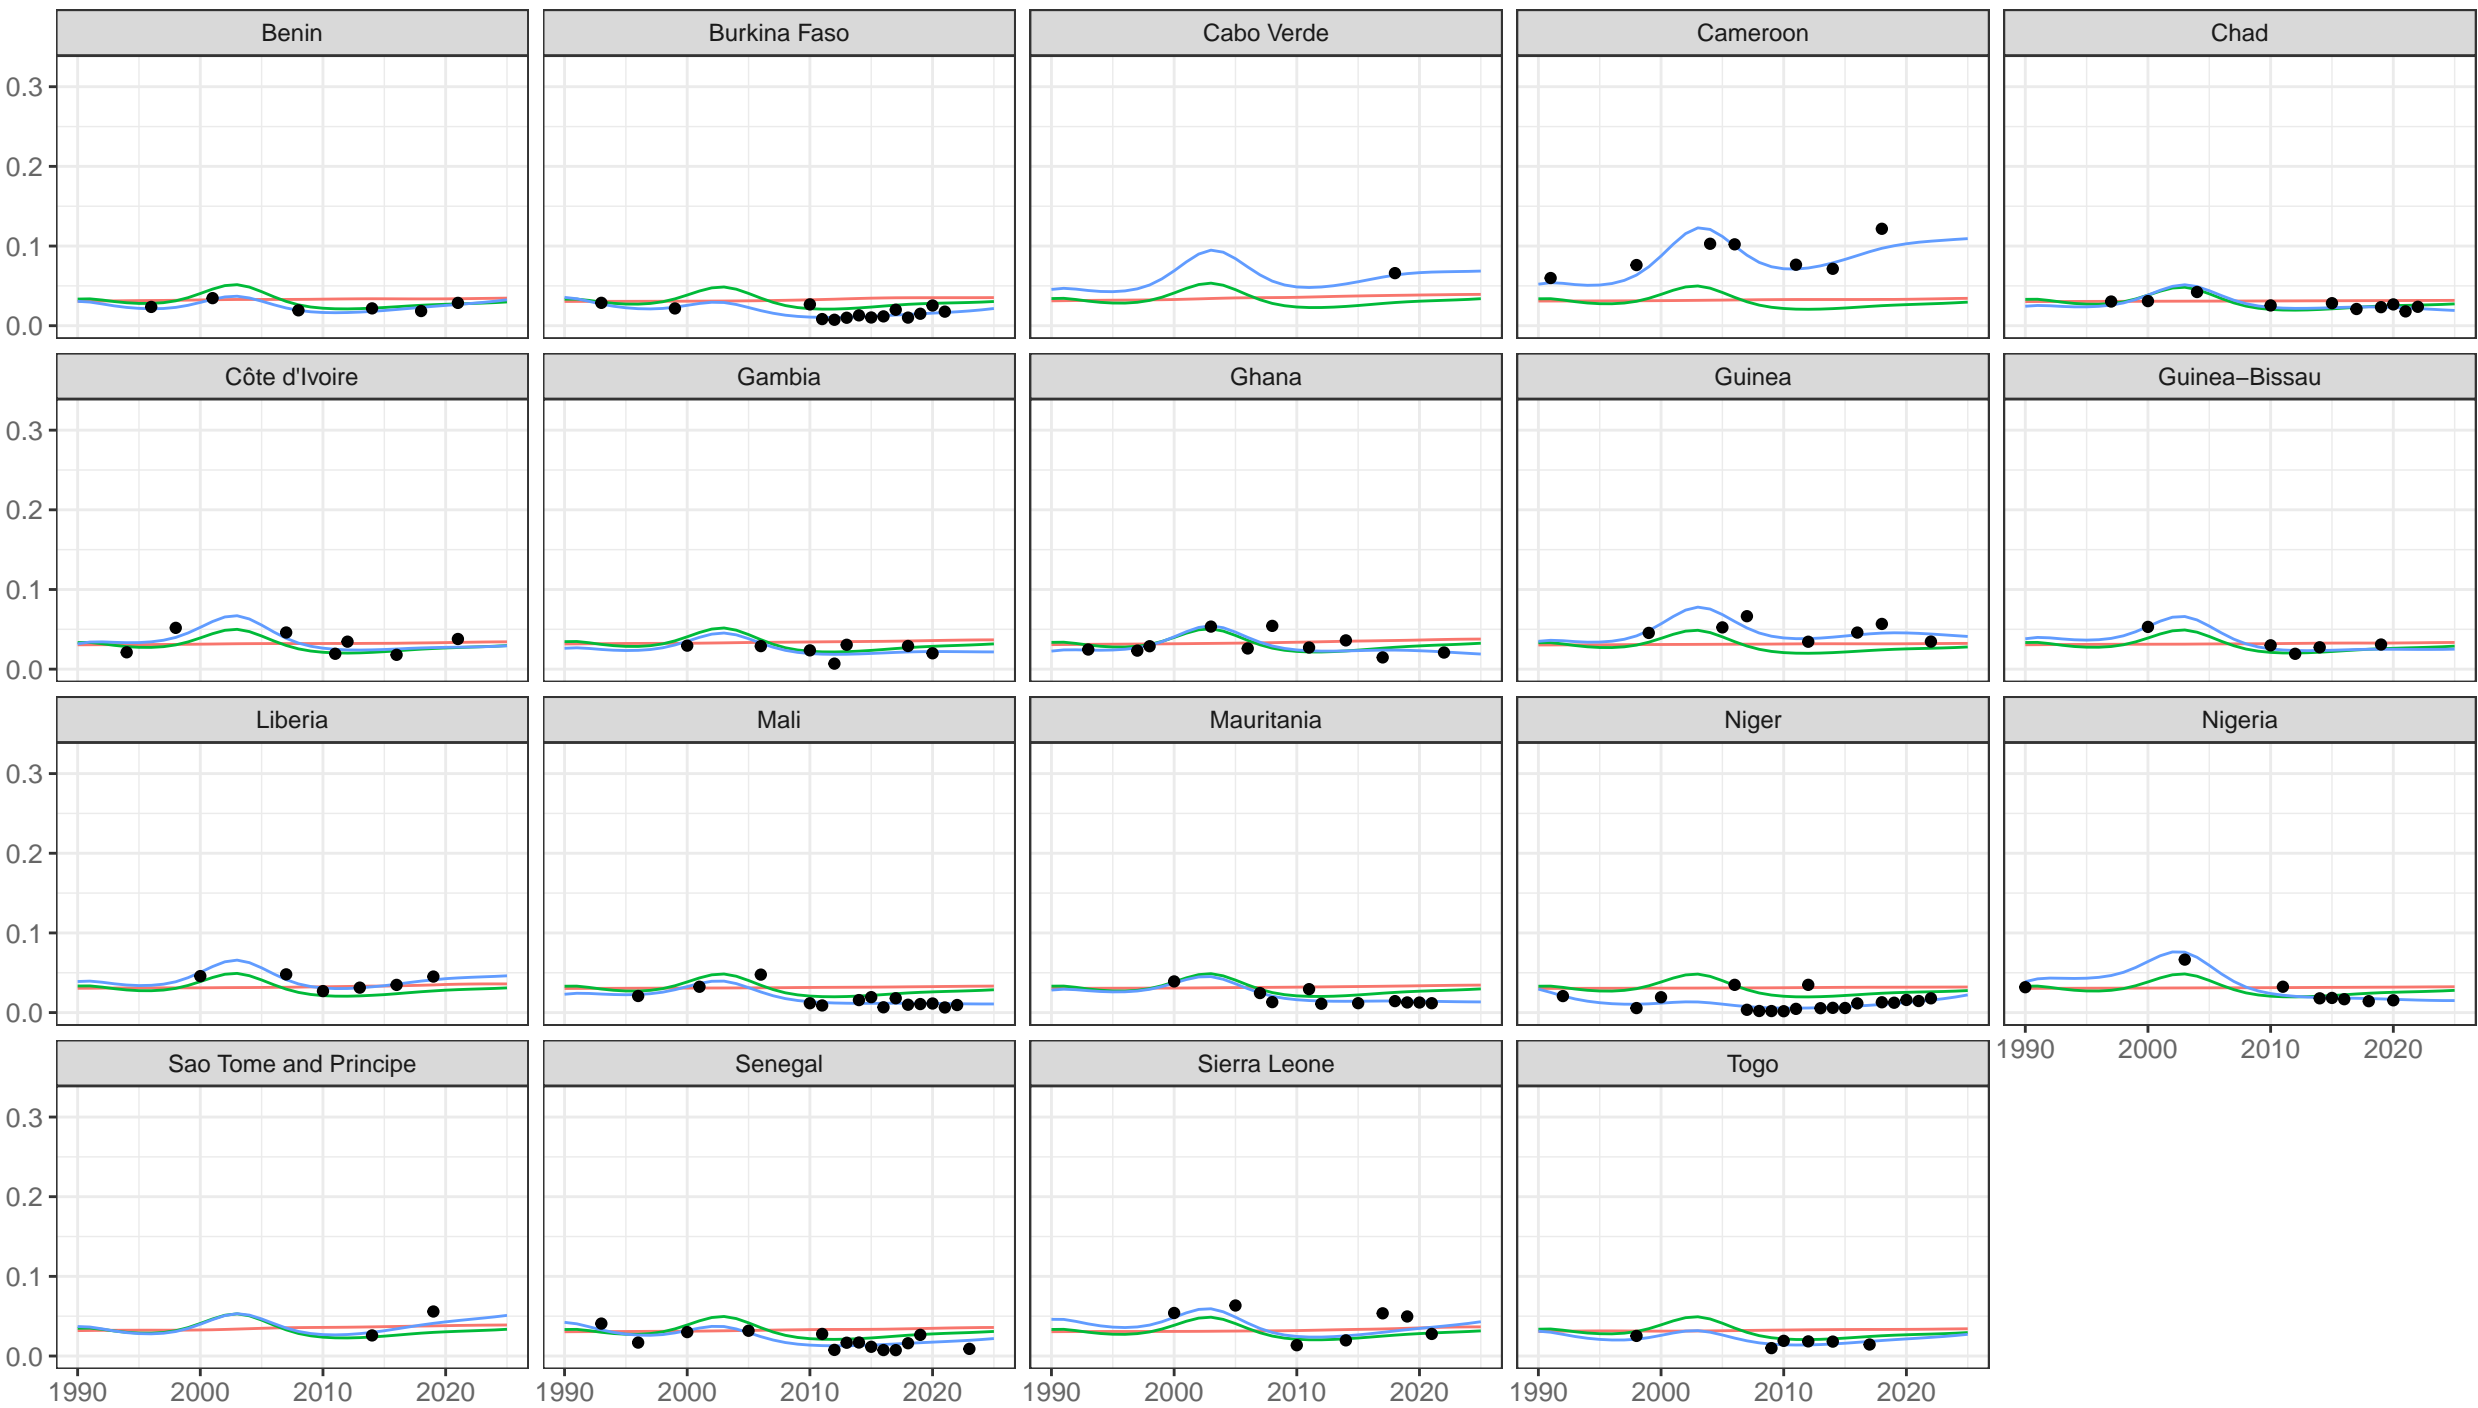 Benin Burkina Faso Cabo Verde Cameroon Chad
0.3
0.2
0.1
0.0
Côte d'Ivoire Gambia Ghana Guinea Guinea−Bissau
0.3
0.2
0.1
0.0
Liberia Mali Mauritania Niger Nigeria
0.3
0.2
0.1
0.0
1990 2000 2010 2020
Sao Tome and Principe Senegal Sierra Leone Togo
0.3
0.2
0.1
0.0
1990 2000 2010 2020 1990 2000 2010 2020 1990 2000 2010 2020 1990 2000 2010 2020